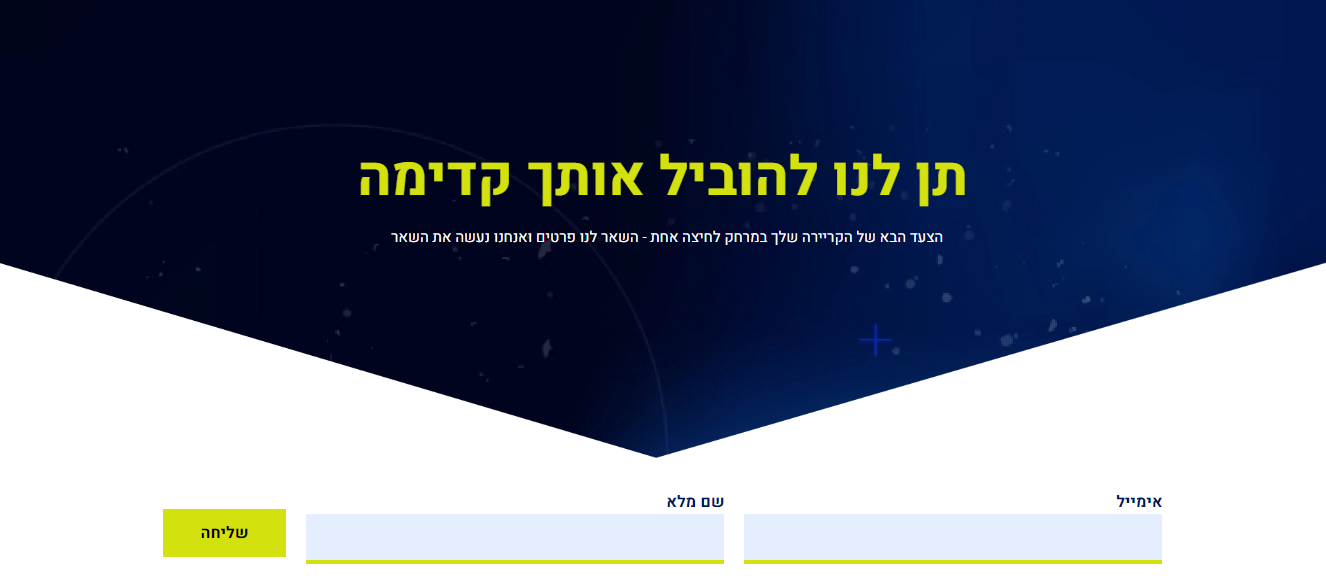 תן לנו להוביל אותך קדימה
הצעד הבא של הקריירה שלך במרחק לחיצה אחת - השאר לנו פרטים ואנחנו נעשה את השאר
אימייל
שם מלא
שליחה